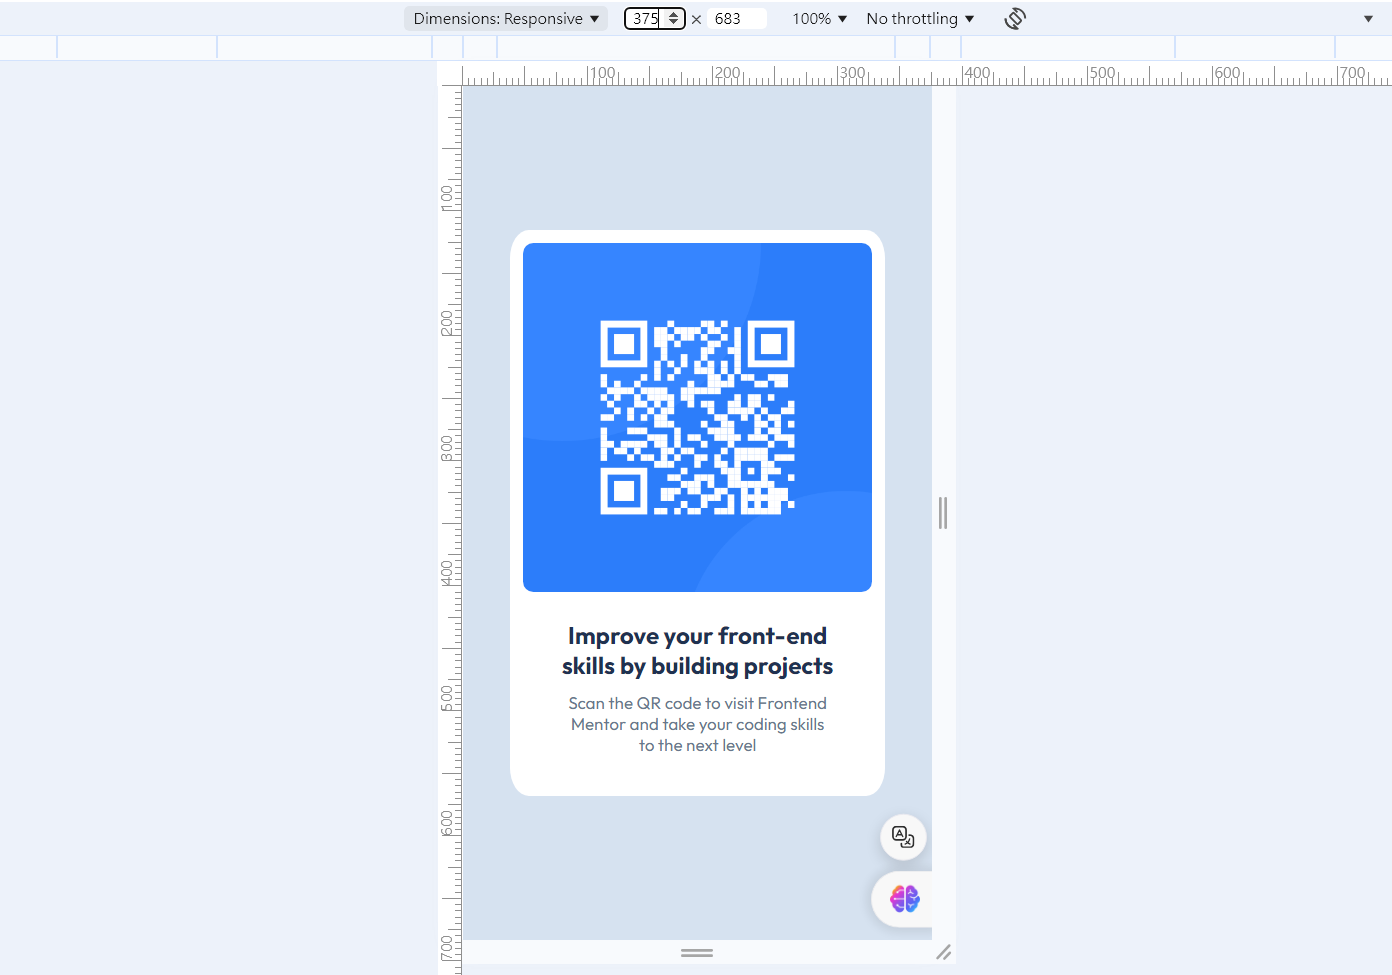 Dimensions: Responsive ▼ 375 × 683 100% ▼ No throttling ▼
100 200 300 400 500 600 700
100
200
300
400
500
600
700
Improve your front-end
skills by building projects
Scan the QR code to visit Frontend
Mentor and take your coding skills
to the next level
A